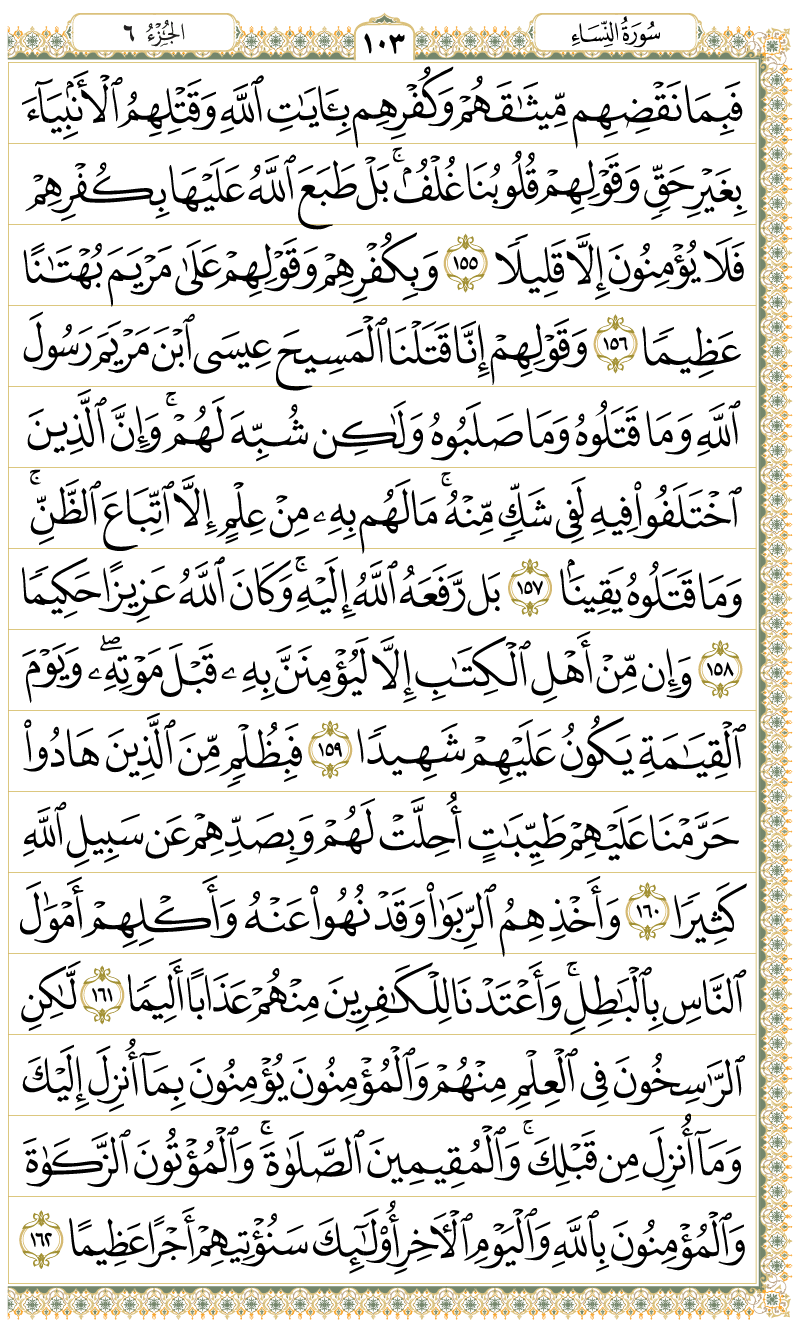 سُورَةُ النِّسَاءِ ١٠٣ الجُزْءُ ٦
فَبِمَا نَقْضِهِم مِّيثَٰقَهُمْ وَكُفْرِهِم بِـَٔايَٰتِ ٱللَّهِ وَقَتْلِهِمُ ٱلْأَنۢبِيَآءَ
بِغَيْرِ حَقٍّ وَقَوْلِهِمْ قُلُوبُنَا غُلْفٌۢ ۚ بَلْ طَبَعَ ٱللَّهُ عَلَيْهَا بِكُفْرِهِمْ
فَلَا يُؤْمِنُونَ إِلَّا قَلِيلًا ١٥٥ وَبِكُفْرِهِمْ وَقَوْلِهِمْ عَلَىٰ مَرْيَمَ بُهْتَٰنًا
عَظِيمًا ١٥٦ وَقَوْلِهِمْ إِنَّا قَتَلْنَا ٱلْمَسِيحَ عِيسَى ٱبْنَ مَرْيَمَ رَسُولَ
ٱللَّهِ وَمَا قَتَلُوهُ وَمَا صَلَبُوهُ وَلَٰكِن شُبِّهَ لَهُمْ ۚ وَإِنَّ ٱلَّذِينَ
ٱخْتَلَفُوا۟ فِيهِ لَفِى شَكٍّ مِّنْهُ ۚ مَا لَهُم بِهِۦ مِنْ عِلْمٍ إِلَّا ٱتِّبَاعَ ٱلظَّنِّ ۚ
وَمَا قَتَلُوهُ يَقِينًۢا ١٥٧ بَل رَّفَعَهُ ٱللَّهُ إِلَيْهِ ۚ وَكَانَ ٱللَّهُ عَزِيزًا حَكِيمًا
١٥٨ وَإِن مِّنْ أَهْلِ ٱلْكِتَٰبِ إِلَّا لَيُؤْمِنَنَّ بِهِۦ قَبْلَ مَوْتِهِۦ ۖ وَيَوْمَ
ٱلْقِيَٰمَةِ يَكُونُ عَلَيْهِمْ شَهِيدًا ١٥٩ فَبِظُلْمٍ مِّنَ ٱلَّذِينَ هَادُوا۟
حَرَّمْنَا عَلَيْهِمْ طَيِّبَٰتٍ أُحِلَّتْ لَهُمْ وَبِصَدِّهِمْ عَن سَبِيلِ ٱللَّهِ
كَثِيرًا ١٦٠ وَأَخْذِهِمُ ٱلرِّبَوٰا۟ وَقَدْ نُهُوا۟ عَنْهُ وَأَكْلِهِمْ أَمْوَٰلَ
ٱلنَّاسِ بِٱلْبَٰطِلِ ۚ وَأَعْتَدْنَا لِلْكَٰفِرِينَ مِنْهُمْ عَذَابًا أَلِيمًا ١٦١ لَّٰكِنِ
ٱلرَّٰسِخُونَ فِى ٱلْعِلْمِ مِنْهُمْ وَٱلْمُؤْمِنُونَ يُؤْمِنُونَ بِمَآ أُنزِلَ إِلَيْكَ
وَمَآ أُنزِلَ مِن قَبْلِكَ ۚ وَٱلْمُقِيمِينَ ٱلصَّلَوٰةَ ۚ وَٱلْمُؤْتُونَ ٱلزَّكَوٰةَ
وَٱلْمُؤْمِنُونَ بِٱللَّهِ وَٱلْيَوْمِ ٱلْـَٔاخِرِ أُو۟لَٰٓئِكَ سَنُؤْتِيهِمْ أَجْرًا عَظِيمًا ١٦٢